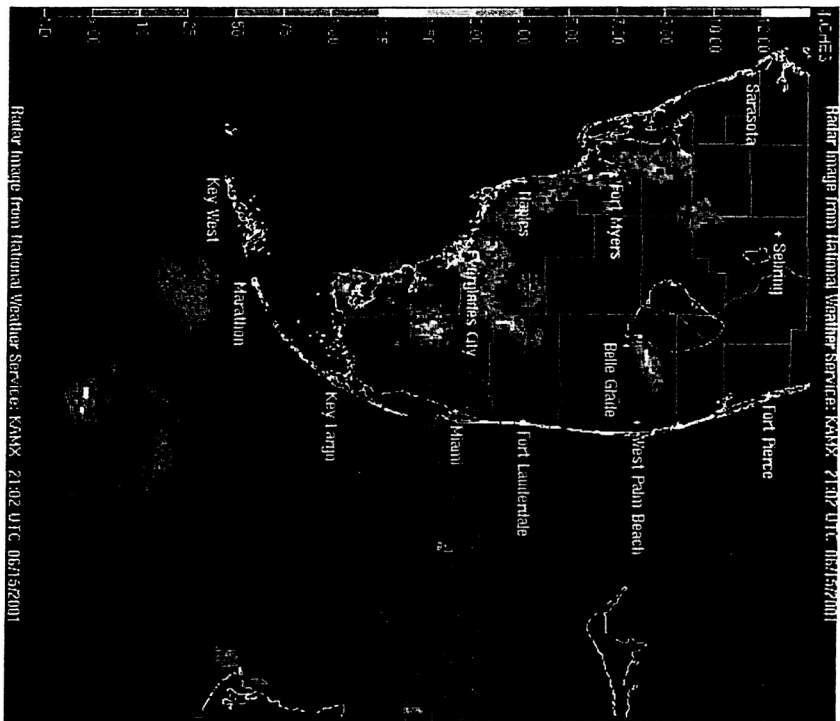 Radar Image from National Weather Service: KAMX 21:02 UTC 06/15/2001
INCHES
Sarasota
+ Sebring
Fort Pierce
Fort Myers
Belle Glade
West Palm Beach
Naples
Fort Lauderdale
Everglades City
Miami
Key Largo
Key West
Marathon
Radar Image from National Weather Service: KAMX 21:02 UTC 06/15/2001